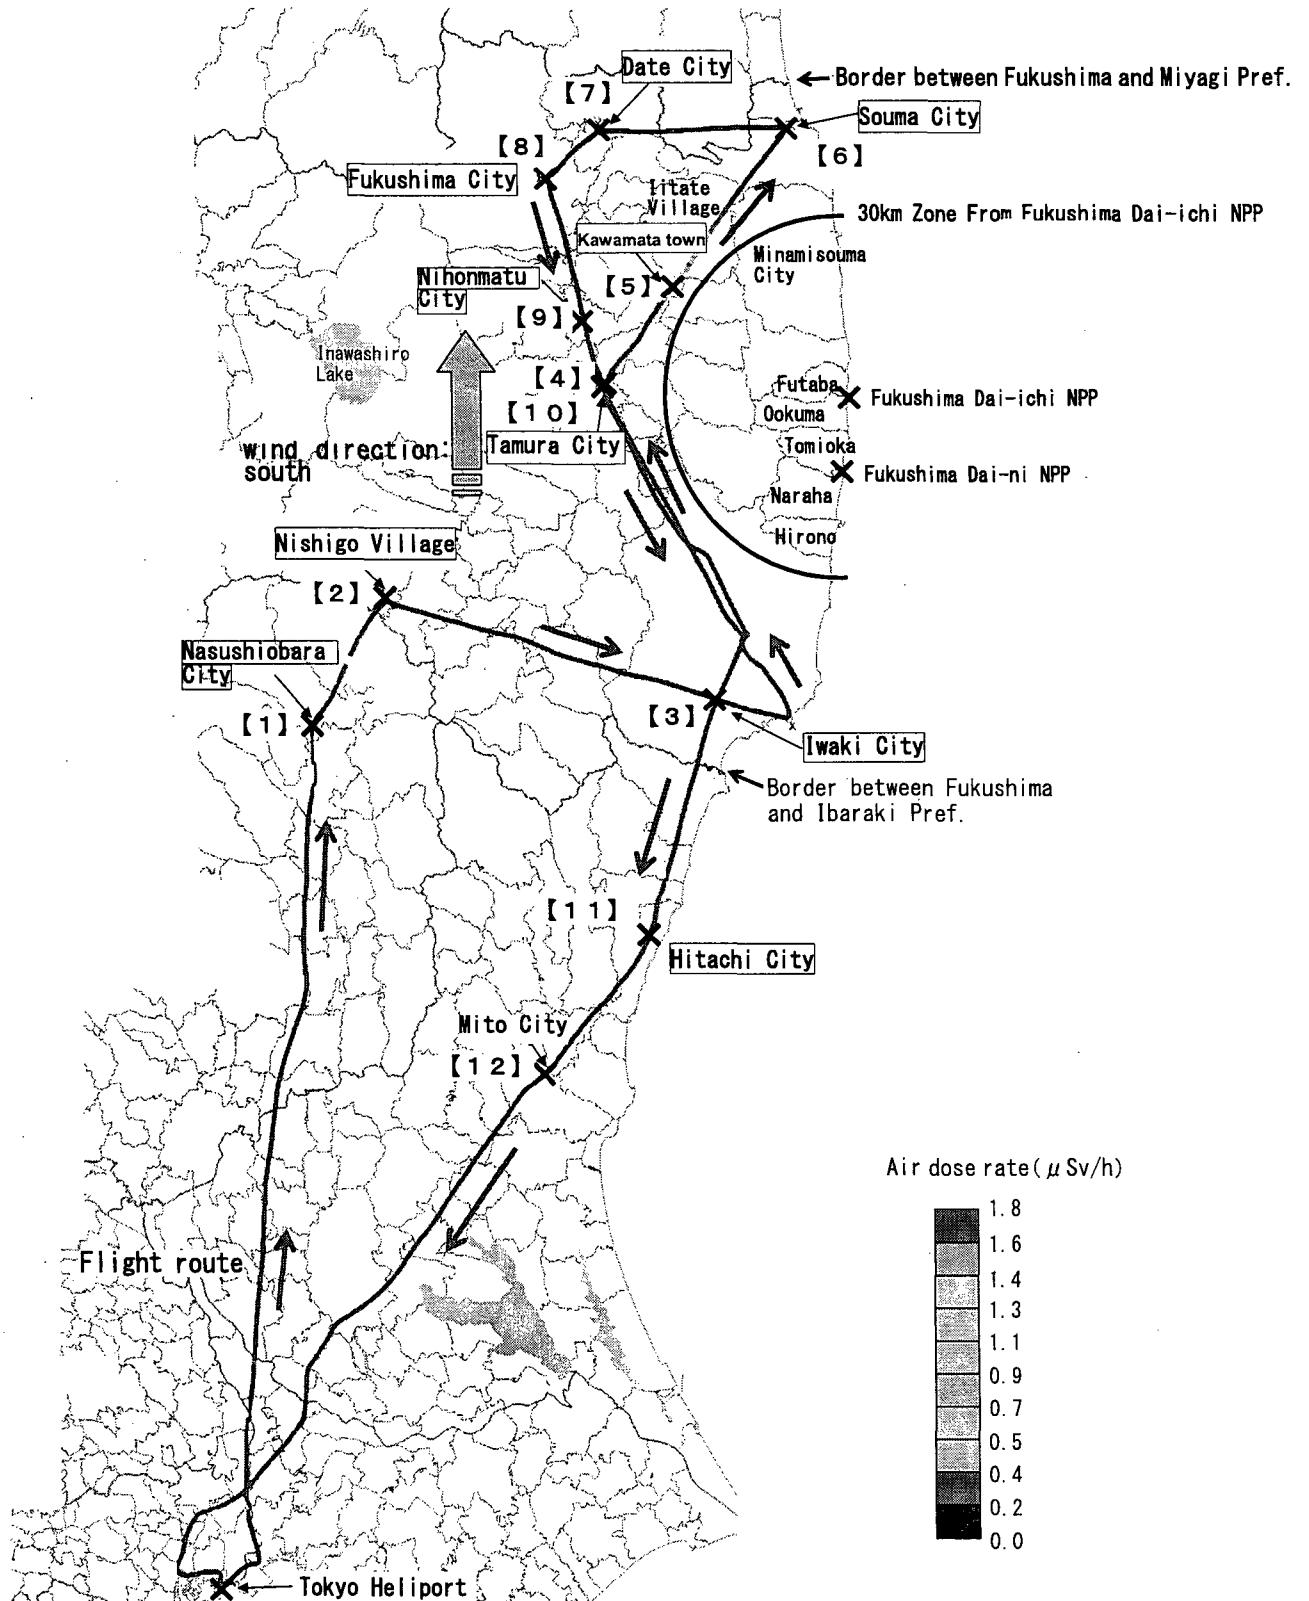 Date City
【7】
Border between Fukushima and Miyagi Pref.
Souma City
【8】
【6】
Fukushima City
Iitate
Village
30km Zone From Fukushima Dai-ichi NPP
Kawamata town
Minamisouma
City
Nihonmatu
City
【5】
【9】
Inawashiro
Lake
【4】
Futaba
Fukushima Dai-ichi NPP
【10】
Ookuma
Tamura City
Tomioka
wind direction:
south
Fukushima Dai-ni NPP
Naraha
Hirono
Nishigo Village
【2】
Nasushiobara
City
【1】
【3】
Iwaki City
Border between Fukushima
and Ibaraki Pref.
【11】
Hitachi City
Mito City
【12】
Air dose rate(μSv/h)
1.8
1.6
1.4
1.3
1.1
0.9
0.7
0.5
0.4
0.2
0.0
Flight route
Tokyo Heliport